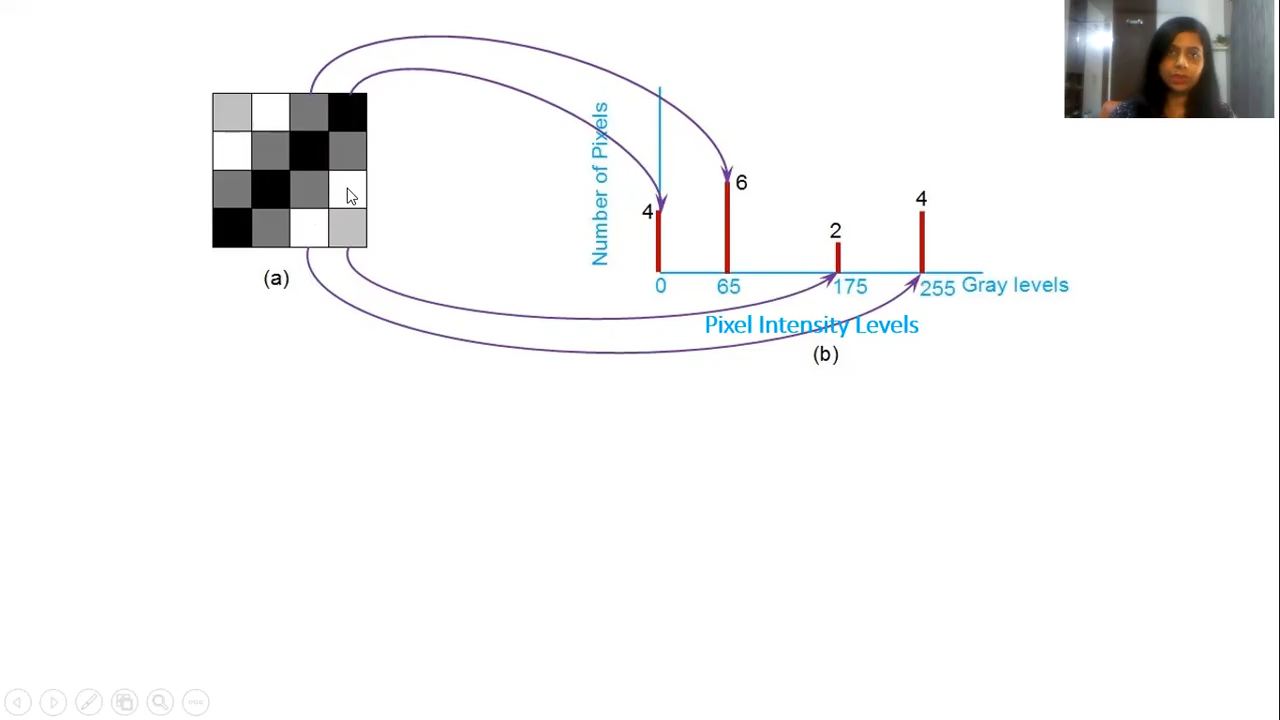 Number of Pixels
6
4
4
2
0
65
175
255
Gray levels
(a)
Pixel Intensity Levels
(b)